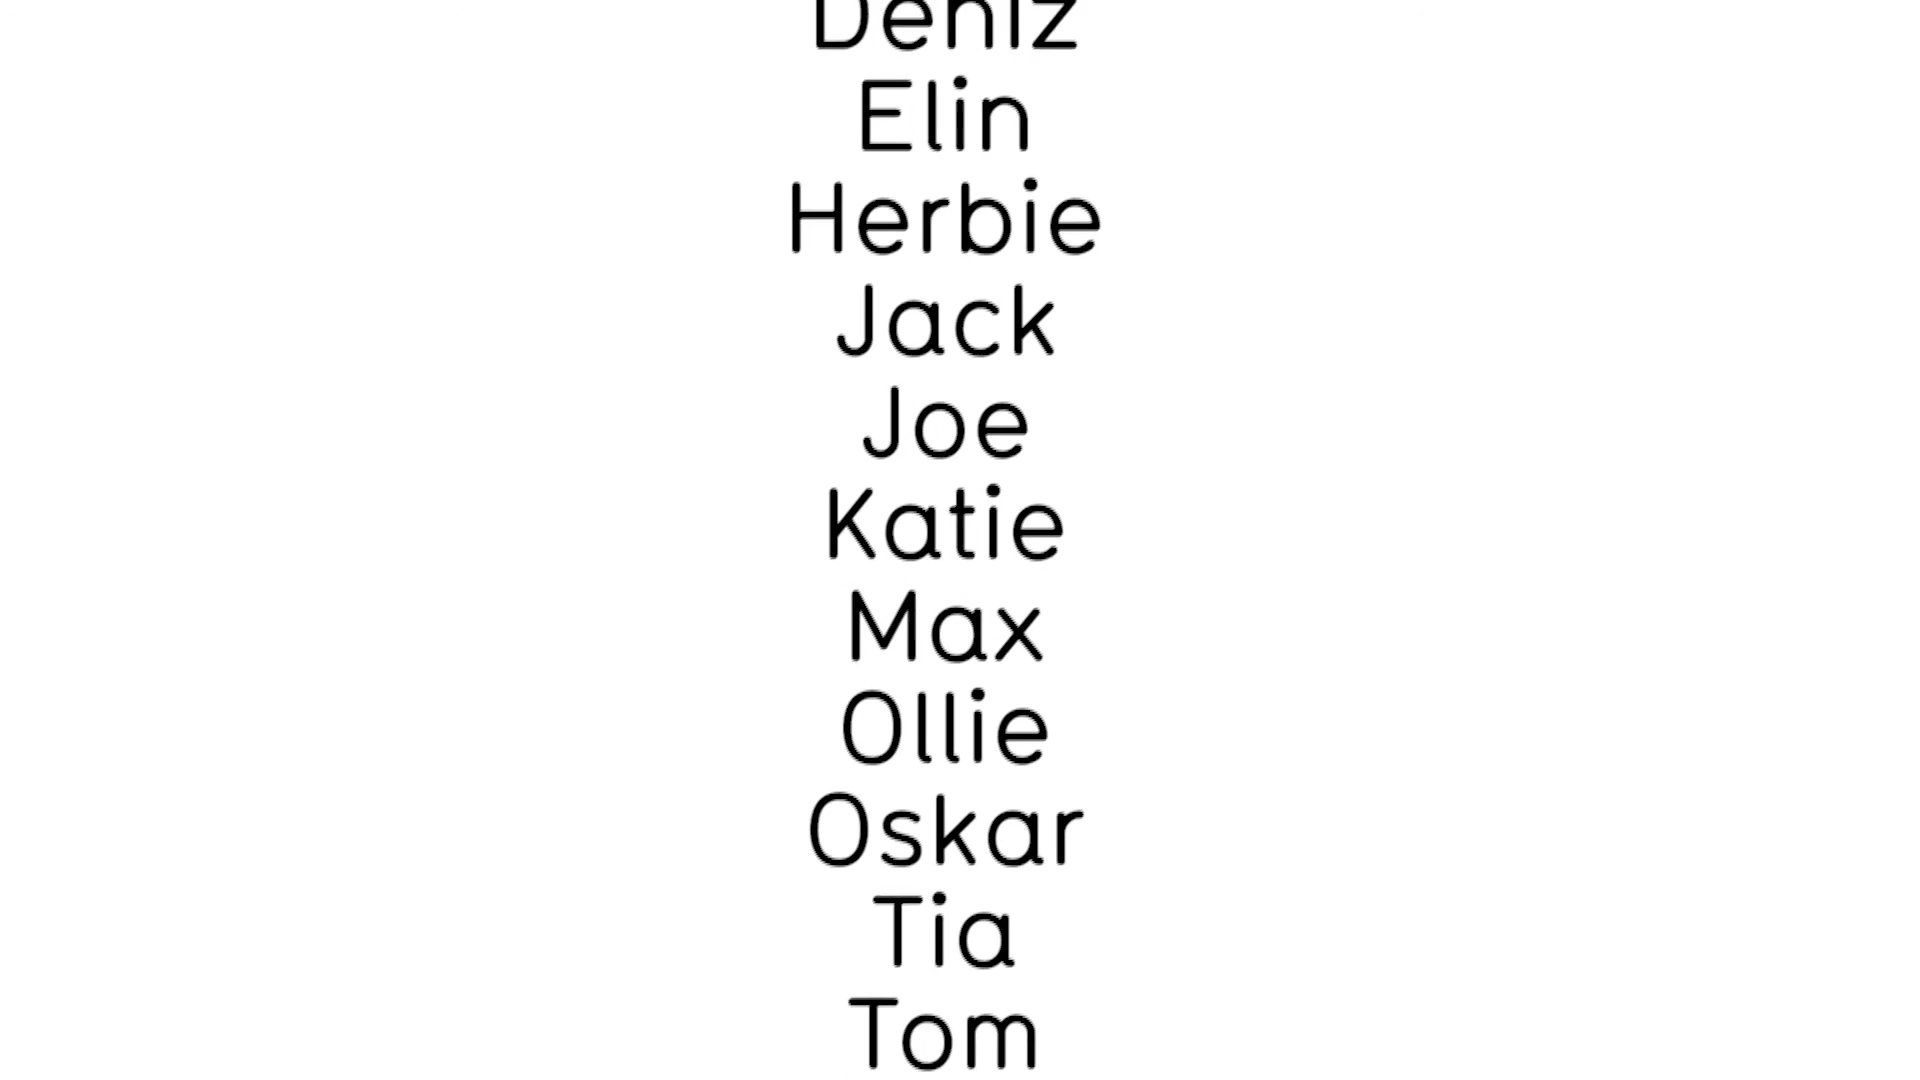 Deniz
Elin
Herbie
Jack
Joe
Katie
Max
Ollie
Oskar
Tia
Tom